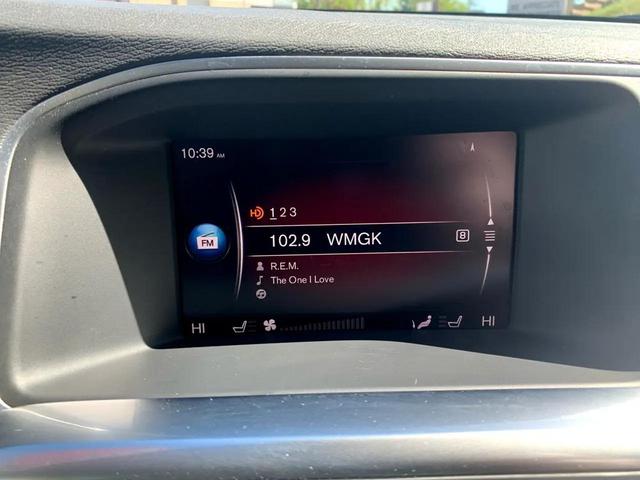 10:39 AM
HD 1 2 3
FM
102.9 WMGK
8
R.E.M.
The One I Love
HI
HI